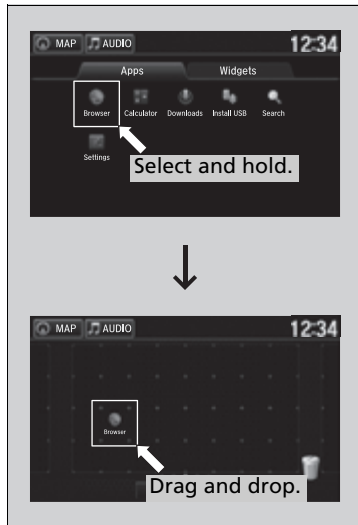 MAP AUDIO 12:34
Apps Widgets
Browser Calculator Downloads Install USB Search
Settings
Select and hold.
MAP AUDIO 12:34
Browser
Drag and drop.